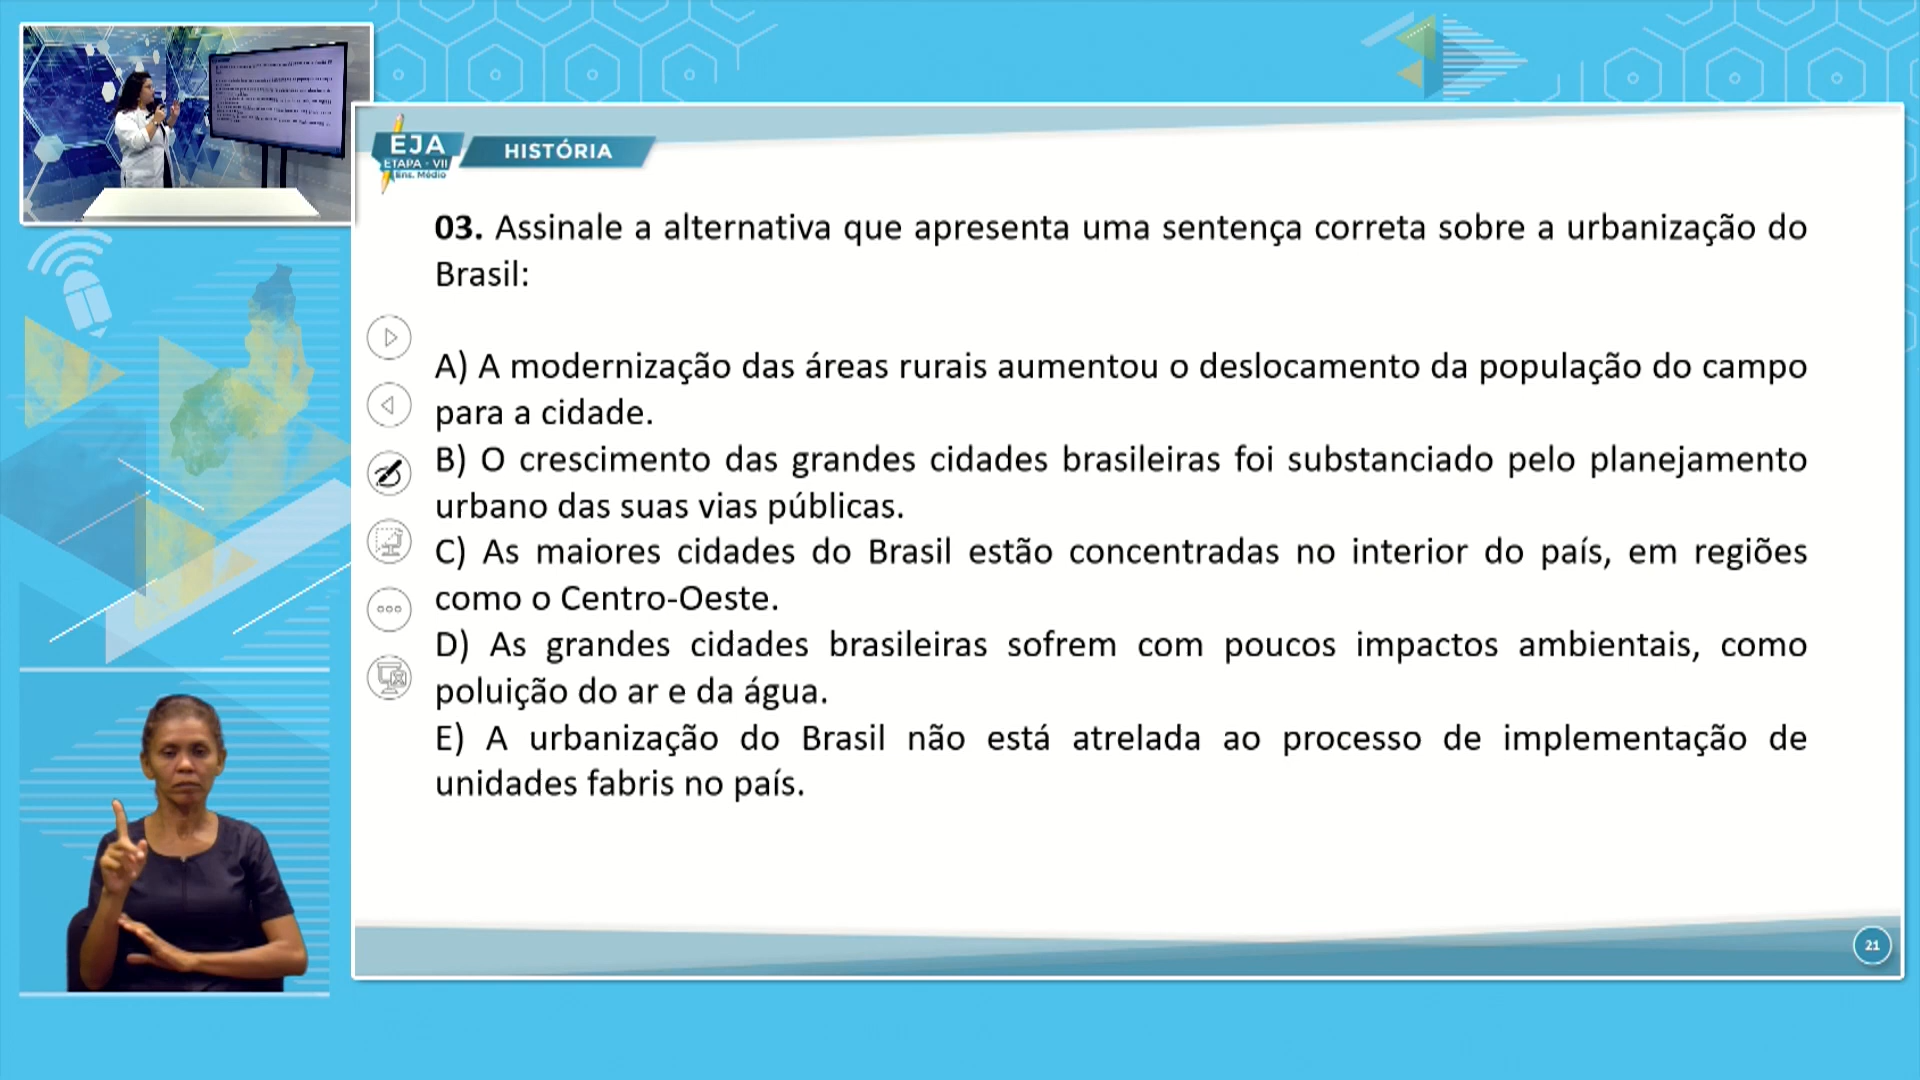 EJA
ETAPA - VII
Ens. Médio
HISTÓRIA
03. Assinale a alternativa que apresenta uma sentença correta sobre a urbanização do
Brasil:
A) A modernização das áreas rurais aumentou o deslocamento da população do campo
para a cidade.
B) O crescimento das grandes cidades brasileiras foi substanciado pelo planejamento
urbano das suas vias públicas.
C) As maiores cidades do Brasil estão concentradas no interior do país, em regiões
como o Centro-Oeste.
D) As grandes cidades brasileiras sofrem com poucos impactos ambientais, como
poluição do ar e da água.
E) A urbanização do Brasil não está atrelada ao processo de implementação de
unidades fabris no país.
21